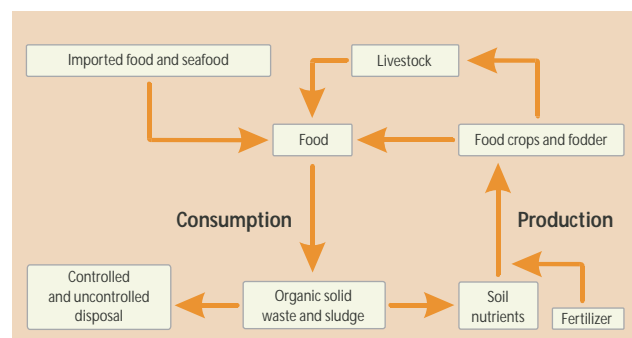 Imported food and seafood
Livestock
Food
Food crops and fodder
Consumption
Production
Controlled
and uncontrolled
disposal
Organic solid
waste and sludge
Soil
nutrients
Fertilizer